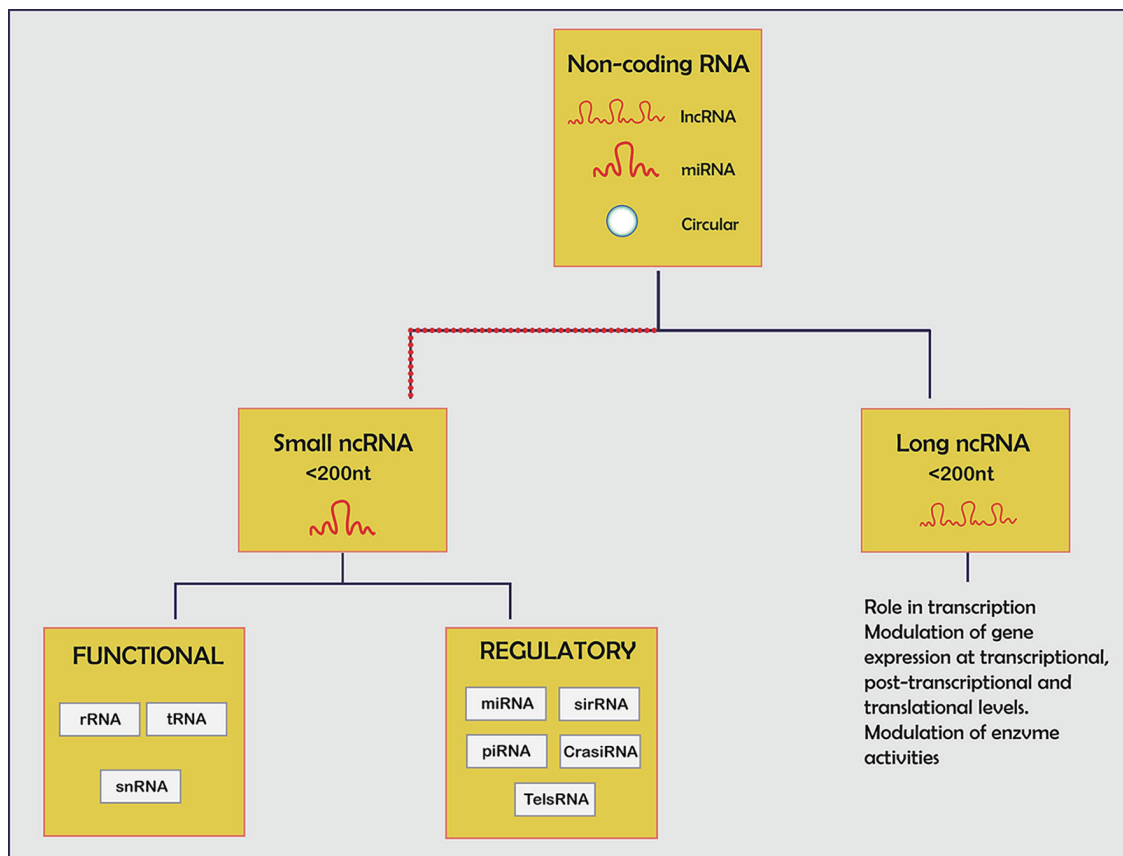 Non-coding RNA
lncRNA
miRNA
Circular
Small ncRNA
<200nt
Long ncRNA
<200nt
FUNCTIONAL
rRNA
tRNA
snRNA
REGULATORY
miRNA
sirRNA
piRNA
CrasiRNA
TelsRNA
Role in transcription
Modulation of gene
expression at transcriptional,
post-transcriptional and
translational levels.
Modulation of enzyme
activities